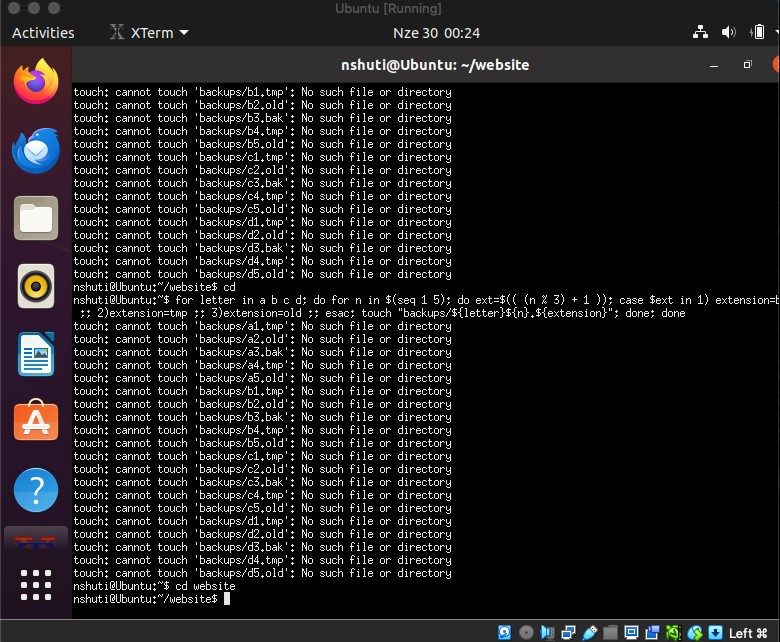 Ubuntu [Running]
Activities
XTerm
Nze 30 00:24
nshuti@Ubuntu: ~/website
touch: cannot touch 'backups/b1.tmp': No such file or directory
touch: cannot touch 'backups/b2.old': No such file or directory
touch: cannot touch 'backups/b3.bak': No such file or directory
touch: cannot touch 'backups/b4.tmp': No such file or directory
touch: cannot touch 'backups/b5.old': No such file or directory
touch: cannot touch 'backups/c1.tmp': No such file or directory
touch: cannot touch 'backups/c2.old': No such file or directory
touch: cannot touch 'backups/c3.bak': No such file or directory
touch: cannot touch 'backups/c4.tmp': No such file or directory
touch: cannot touch 'backups/c5.old': No such file or directory
touch: cannot touch 'backups/d1.tmp': No such file or directory
touch: cannot touch 'backups/d2.old': No such file or directory
touch: cannot touch 'backups/d3.bak': No such file or directory
touch: cannot touch 'backups/d4.tmp': No such file or directory
touch: cannot touch 'backups/d5.old': No such file or directory
nshuti@Ubuntu:~/website$ cd
nshuti@Ubuntu:~$ for letter in a b c d; do for n in $(seq 1 5); do ext=$(( (n % 3) + 1 )); case $ext in 1) extension=b
;; 2)extension=tmp ;; 3)extension=old ;; esac; touch "backups/${letter}${n}.${extension}"; done; done
touch: cannot touch 'backups/a1.tmp': No such file or directory
touch: cannot touch 'backups/a2.old': No such file or directory
touch: cannot touch 'backups/a3.bak': No such file or directory
touch: cannot touch 'backups/a4.tmp': No such file or directory
touch: cannot touch 'backups/a5.old': No such file or directory
touch: cannot touch 'backups/b1.tmp': No such file or directory
touch: cannot touch 'backups/b2.old': No such file or directory
touch: cannot touch 'backups/b3.bak': No such file or directory
touch: cannot touch 'backups/b4.tmp': No such file or directory
touch: cannot touch 'backups/b5.old': No such file or directory
touch: cannot touch 'backups/c1.tmp': No such file or directory
touch: cannot touch 'backups/c2.old': No such file or directory
touch: cannot touch 'backups/c3.bak': No such file or directory
touch: cannot touch 'backups/c4.tmp': No such file or directory
touch: cannot touch 'backups/c5.old': No such file or directory
touch: cannot touch 'backups/d1.tmp': No such file or directory
touch: cannot touch 'backups/d2.old': No such file or directory
touch: cannot touch 'backups/d3.bak': No such file or directory
touch: cannot touch 'backups/d4.tmp': No such file or directory
touch: cannot touch 'backups/d5.old': No such file or directory
nshuti@Ubuntu:~$ cd website
nshuti@Ubuntu:~/website$
Left ⌘